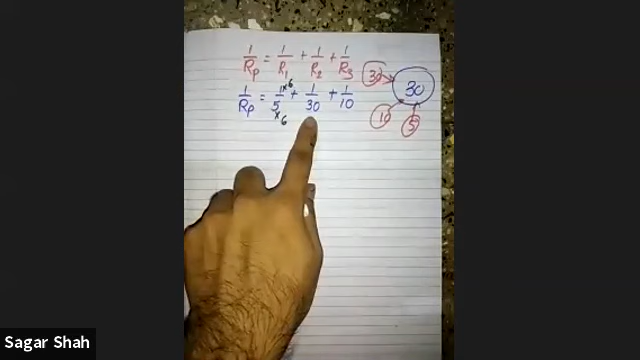 1/Rp = 1/R1 + 1/R2 + 1/R3
1/Rp = 1×6/5×6 + 1/30 + 1/10
30
30
10
5
Sagar Shah